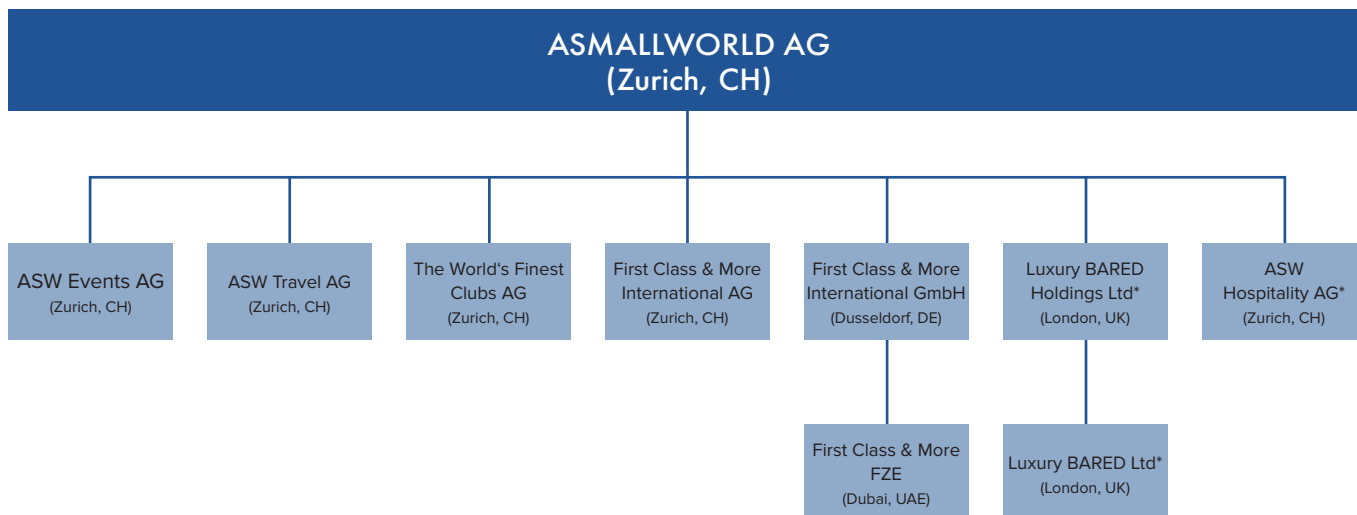 ASMALLWORLD AG
(Zurich, CH)
ASW Events AG
(Zurich, CH)
ASW Travel AG
(Zurich, CH)
The World‘s Finest
Clubs AG
(Zurich, CH)
First Class & More
International AG
(Zurich, CH)
First Class & More
International GmbH
(Dusseldorf, DE)
Luxury BARED
Holdings Ltd*
(London, UK)
ASW
Hospitality AG*
(Zurich, CH)
First Class & More
FZE
(Dubai, UAE)
Luxury BARED Ltd*
(London, UK)